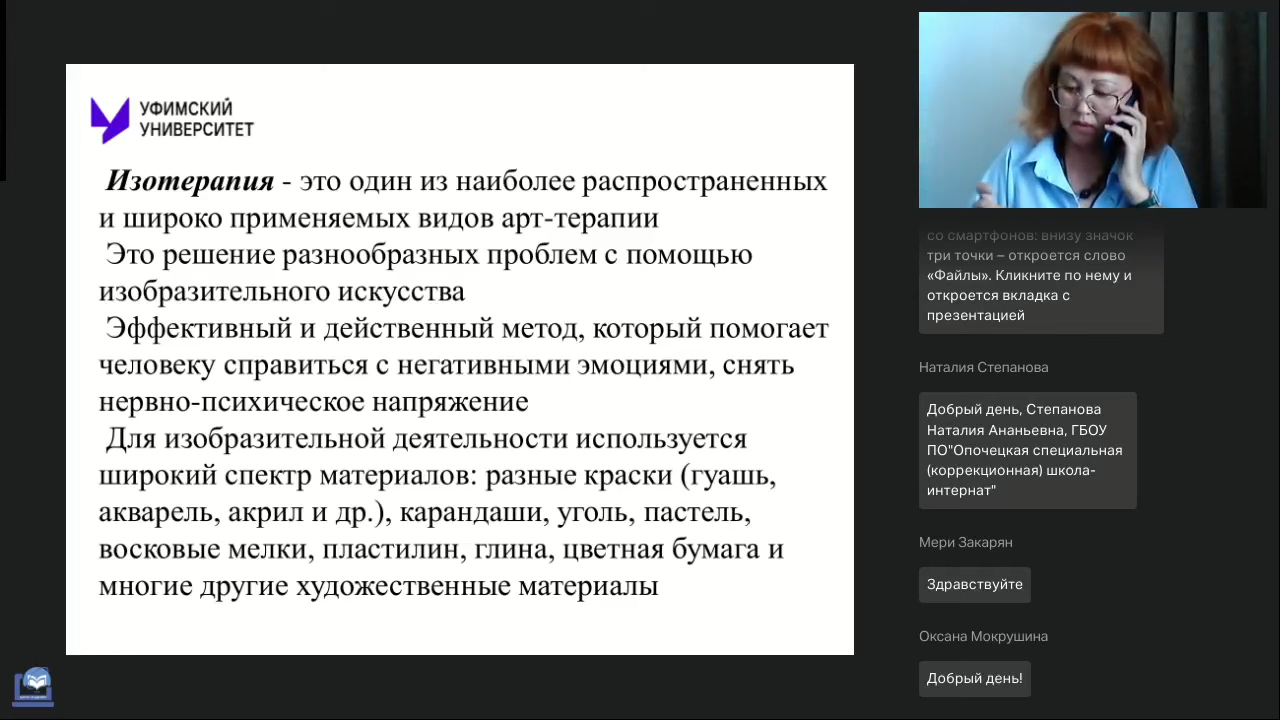 УФИМСКИЙ
УНИВЕРСИТЕТ
Изотерапия - это один из наиболее распространенных
и широко применяемых видов арт-терапии
Это решение разнообразных проблем с помощью
изобразительного искусства
Эффективный и действенный метод, который помогает
человеку справиться с негативными эмоциями, снять
нервно-психическое напряжение
Для изобразительной деятельности используется
широкий спектр материалов: разные краски (гуашь,
акварель, акрил и др.), карандаши, уголь, пастель,
восковые мелки, пластилин, глина, цветная бумага и
многие другие художественные материалы
со смартфонов: внизу значок
три точки – откроется слово
«Файлы». Кликните по нему и
откроется вкладка с
презентацией
Наталия Степанова
Добрый день, Степанова
Наталия Ананьевна, ГБОУ
ПО"Опочецкая специальная
(коррекционная) школа-
интернат"
Мери Закарян
Здравствуйте
Оксана Мокрушина
Добрый день!